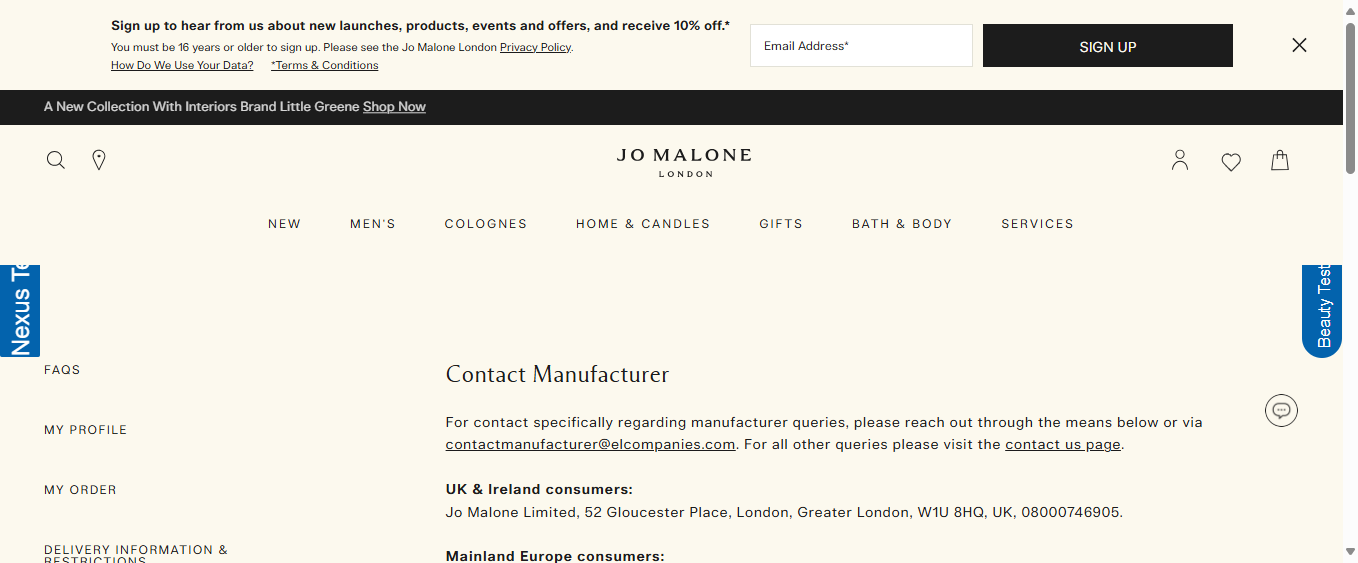 Sign up to hear from us about new launches, products, events and offers, and receive 10% off.*
You must be 16 years or older to sign up. Please see the Jo Malone London Privacy Policy.
How Do We Use Your Data? *Terms & Conditions
Email Address*
SIGN UP
A New Collection With Interiors Brand Little Greene Shop Now
JO MALONE
LONDON
NEW MEN'S COLOGNES HOME & CANDLES GIFTS BATH & BODY SERVICES
Nexus
Beauty Test
FAQS
MY PROFILE
MY ORDER
DELIVERY INFORMATION &
RESTRICTIONS
Contact Manufacturer
For contact specifically regarding manufacturer queries, please reach out through the means below or via
contactmanufacturer@elcompanies.com. For all other queries please visit the contact us page.
UK & Ireland consumers:
Jo Malone Limited, 52 Gloucester Place, London, Greater London, W1U 8HQ, UK, 08000746905.
Mainland Europe consumers: